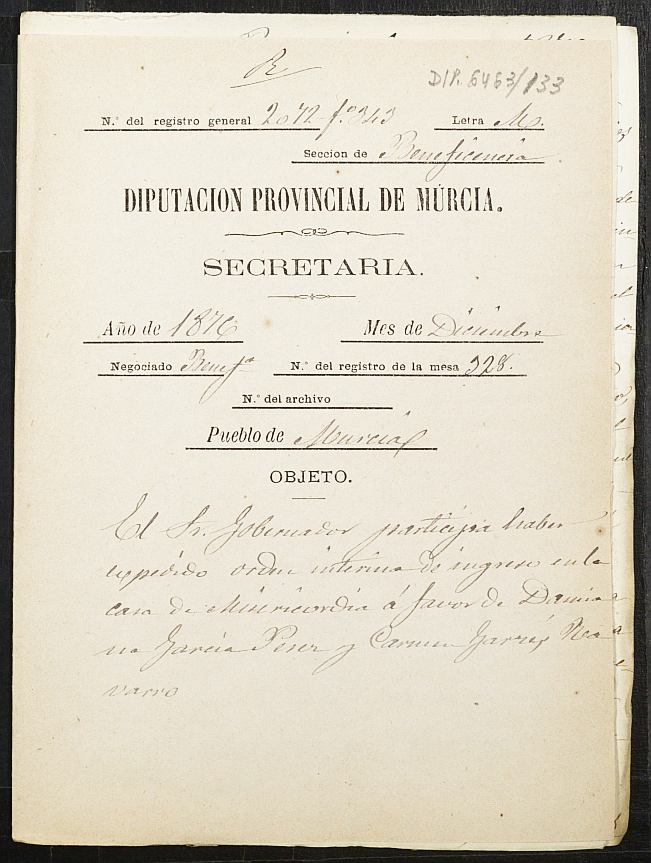 R
DIP. 6463/133
N.º del registro general 2072 f.º 343 Letra M.
Seccion de Beneficencia
DIPUTACION PROVINCIAL DE MURCIA.
SECRETARIA.
Año de 1876 Mes de Diciembre
Negociado Benefª N.º del registro de la mesa 328.
N.º del archivo
Pueblo de Murcia
OBJETO.
El Sr. Gobernador participa haber
expedido orden interina de ingreso en la
casa de Misericordia á favor de Damia
na Garcia Perez y Carmen Garres Na
varro